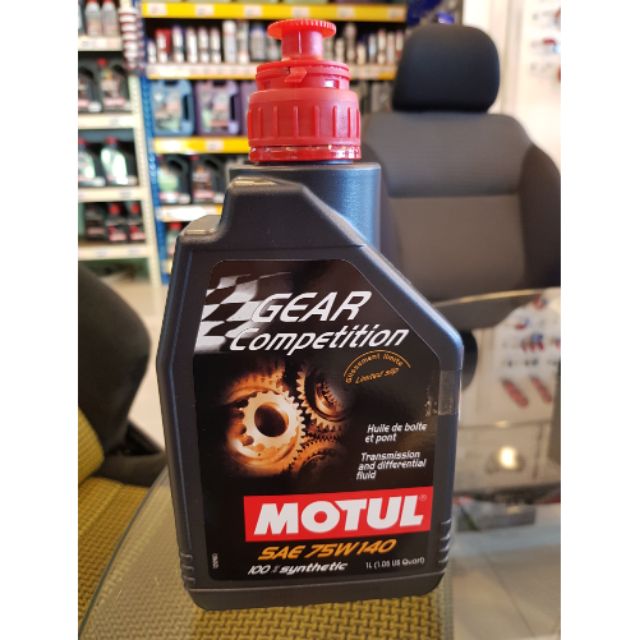 GEAR
Competition
Glissement limité
Limited slip
Huile de boîte
et pont
Transmission
and differential
fluid
MOTUL®
SAE 75W140
100% synthetic
1L (1.05 US Quart)